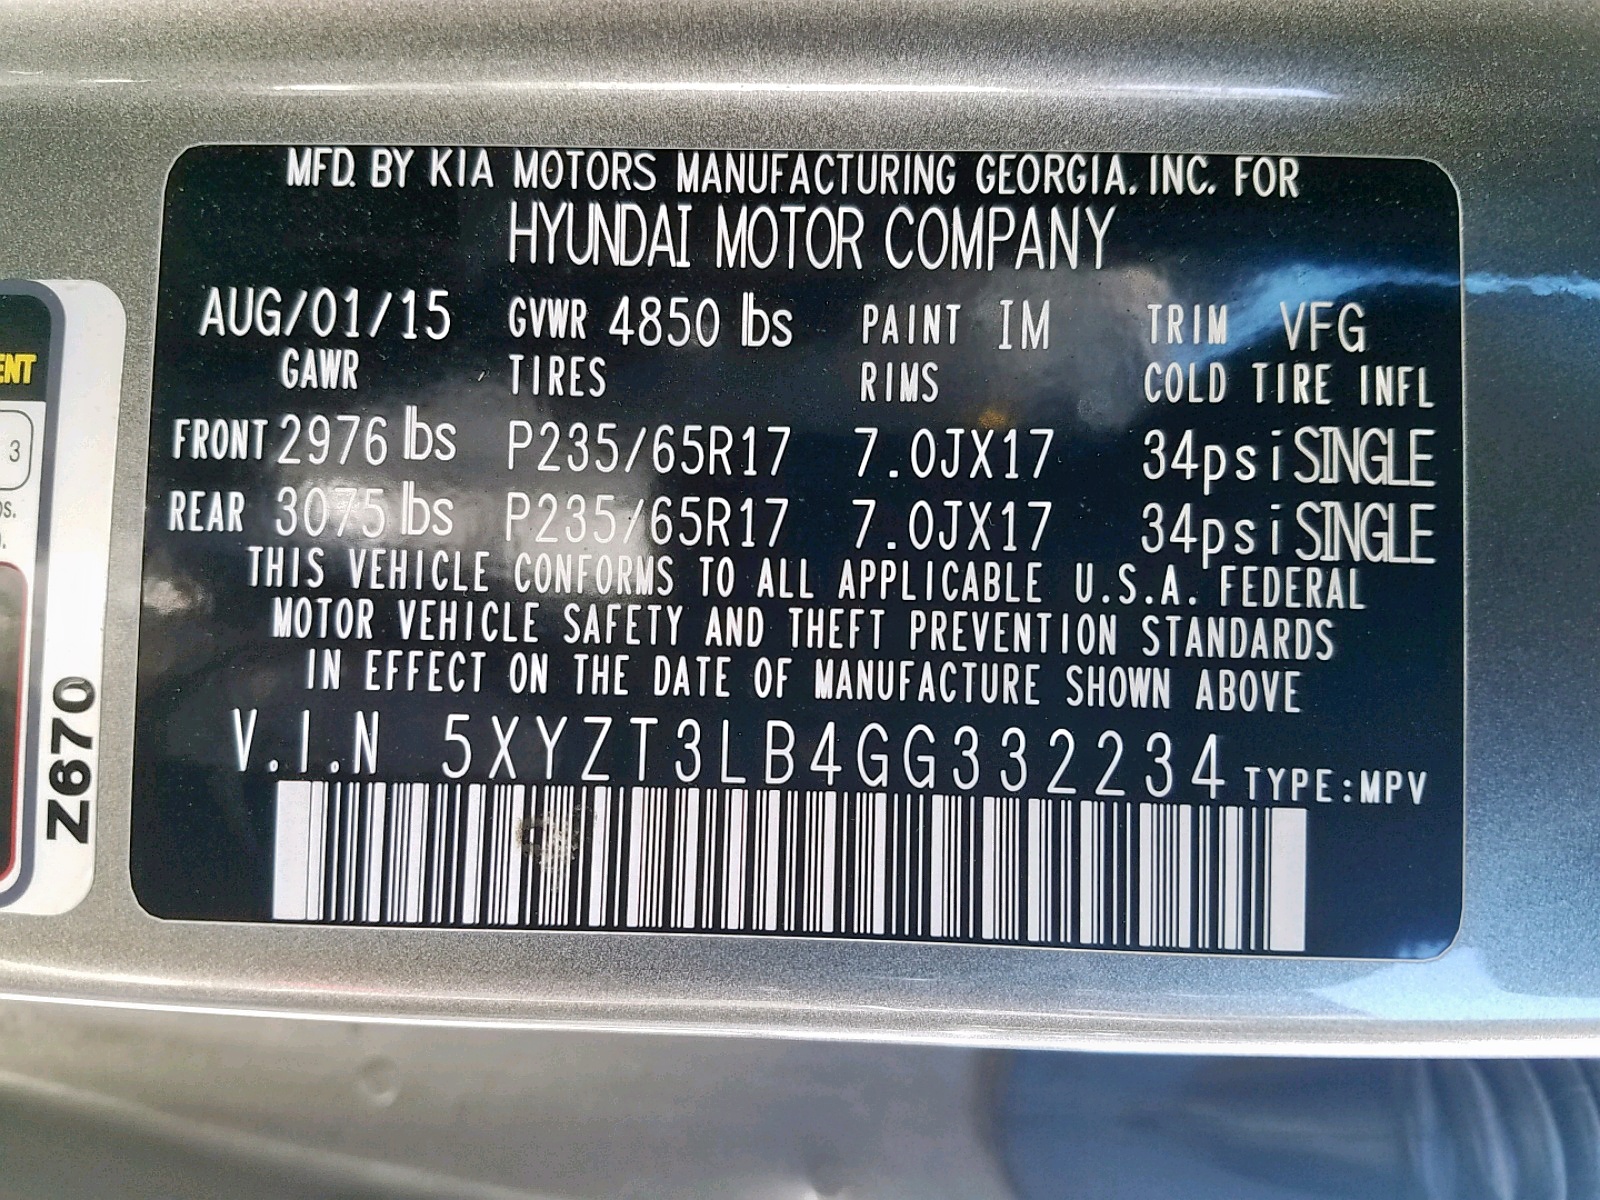 MFD. BY KIA MOTORS MANUFACTURING GEORGIA, INC. FOR
HYUNDAI MOTOR COMPANY
AUG/01/15 GVWR 4850 lbs PAINT IM TRIM VFG
GAWR TIRES RIMS COLD TIRE INFL
FRONT 2976 lbs P235/65R17 7.0JX17 34psi SINGLE
REAR 3075 lbs P235/65R17 7.0JX17 34psi SINGLE
THIS VEHICLE CONFORMS TO ALL APPLICABLE U.S.A. FEDERAL
MOTOR VEHICLE SAFETY AND THEFT PREVENTION STANDARDS
IN EFFECT ON THE DATE OF MANUFACTURE SHOWN ABOVE
V.I.N 5XYZT3LB4GG332234 TYPE:MPV
ENT
3
Z670